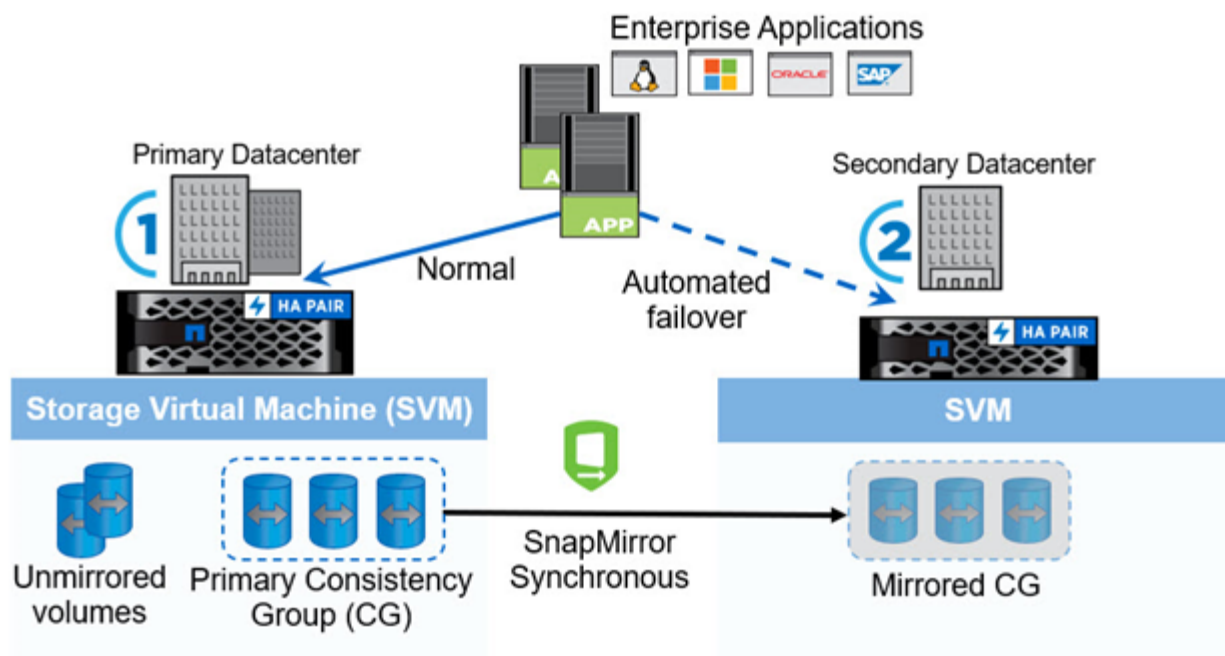 Enterprise Applications
ORACLE
SAP
Primary Datacenter
Secondary Datacenter
A
APP
1
2
Normal
Automated
failover
HA PAIR
HA PAIR
Storage Virtual Machine (SVM)
SVM
SnapMirror
Synchronous
Unmirrored
volumes
Primary Consistency
Group (CG)
Mirrored CG